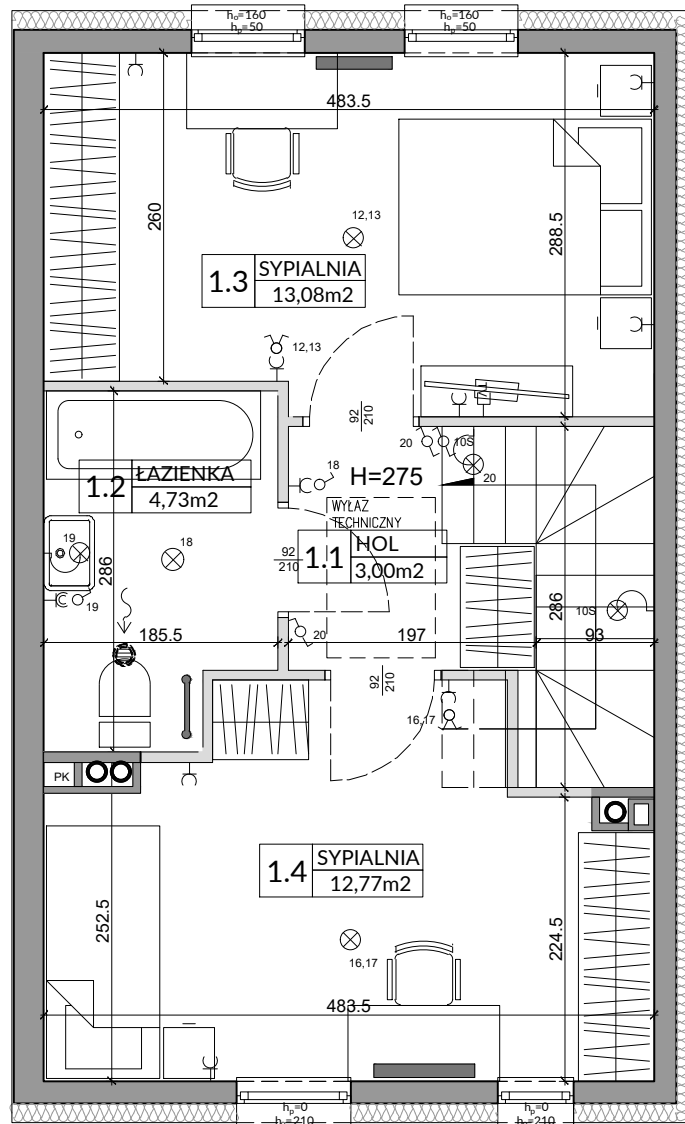 hₒ=160
hₚ=50
hₒ=160
hₚ=50
483.5
260
288.5
12,13
1.3
SYPIALNIA
13,08m2
12,13
92
210
20
10S
18
H=275
20
1.2
ŁAZIENKA
4,73m2
WYŁAZ
TECHNICZNY
1.1
HOL
3,00m2
92
210
19
18
286
19
286
10S
20
185.5
197
93
92
210
16,17
PK
1.4
SYPIALNIA
12,77m2
252.5
224.5
16,17
483.5
hₚ=0
hₒ=210
hₚ=0
hₒ=210